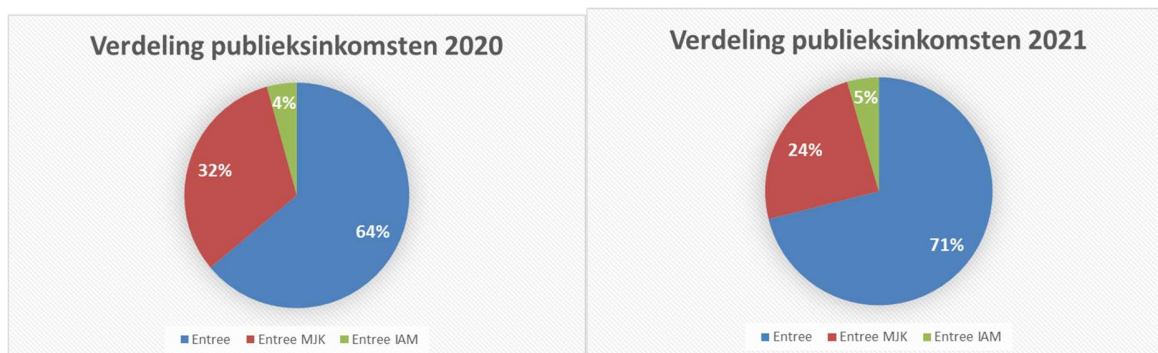 Verdeling publieksinkomsten 2020
4%
32%
64%
Entree Entree MJK Entree IAM
Verdeling publieksinkomsten 2021
5%
24%
71%
Entree Entree MJK Entree IAM